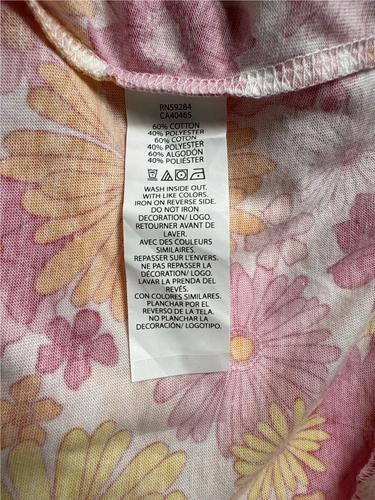 RN59284
CA40465
60% COTTON
40% POLYESTER
60% COTON
40% POLYESTER
60% ALGODÓN
40% POLIÉSTER
WASH INSIDE OUT.
WITH LIKE COLORS.
IRON ON REVERSE SIDE.
DO NOT IRON
DECORATION/ LOGO.
RETOURNER AVANT DE
LAVER.
AVEC DES COULEURS
SIMILAIRES.
REPASSER SUR L'ENVERS.
NE PAS REPASSER LA
DÉCORATION/ LOGO.
LAVAR LA PRENDA DEL
REVÉS.
CON COLORES SIMILARES.
PLANCHAR POR EL
REVERSO DE LA TELA.
NO PLANCHAR LA
DECORACIÓN/ LOGOTIPO.